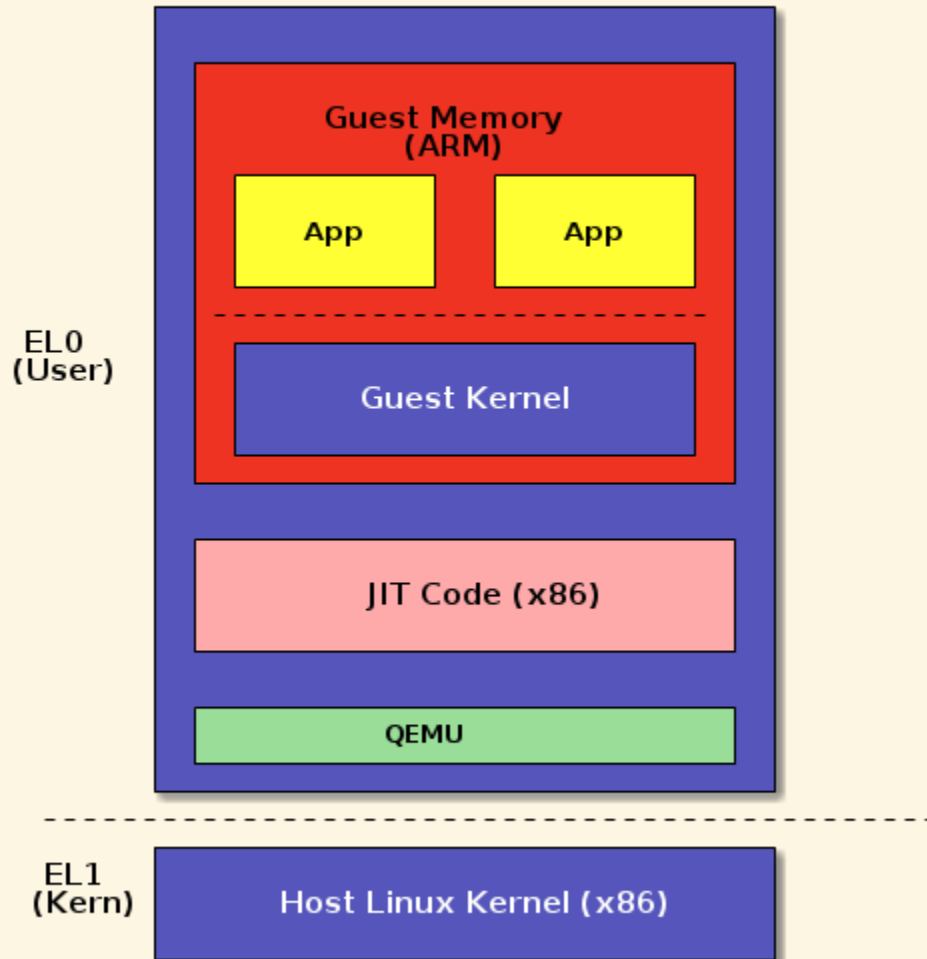 Guest Memory
(ARM)
App
App
EL0
(User)
Guest Kernel
JIT Code (x86)
QEMU
EL1
(Kern)
Host Linux Kernel (x86)